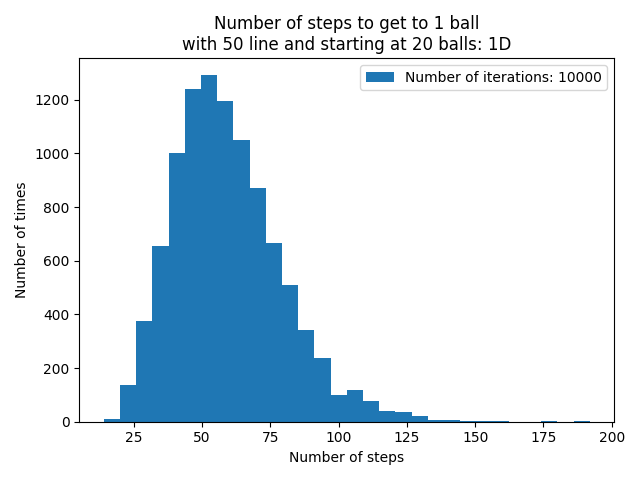 Number of steps to get to 1 ball
with 50 line and starting at 20 balls: 1D
Number of iterations: 10000
Number of times
1200
1000
800
600
400
200
0
25 50 75 100 125 150 175 200
Number of steps